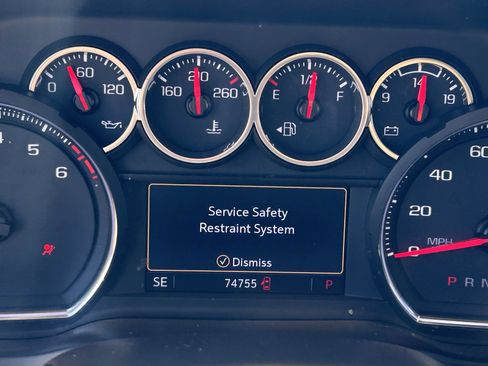 0 60 120
160 210 260
E 1/2 F
9 14 19
4 5 6
60
40
20
0
MPH
Service Safety
Restraint System
Dismiss
SE 74755 P
P R N